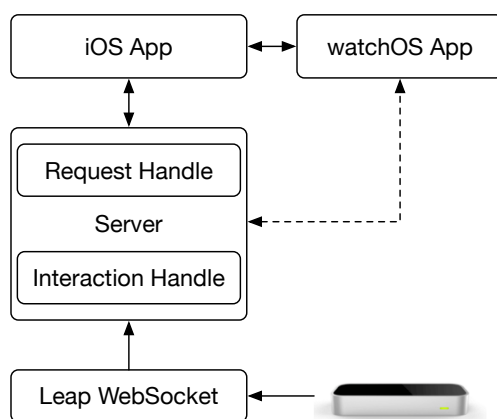 iOS App
watchOS App
Request Handle
Server
Interaction Handle
Leap WebSocket